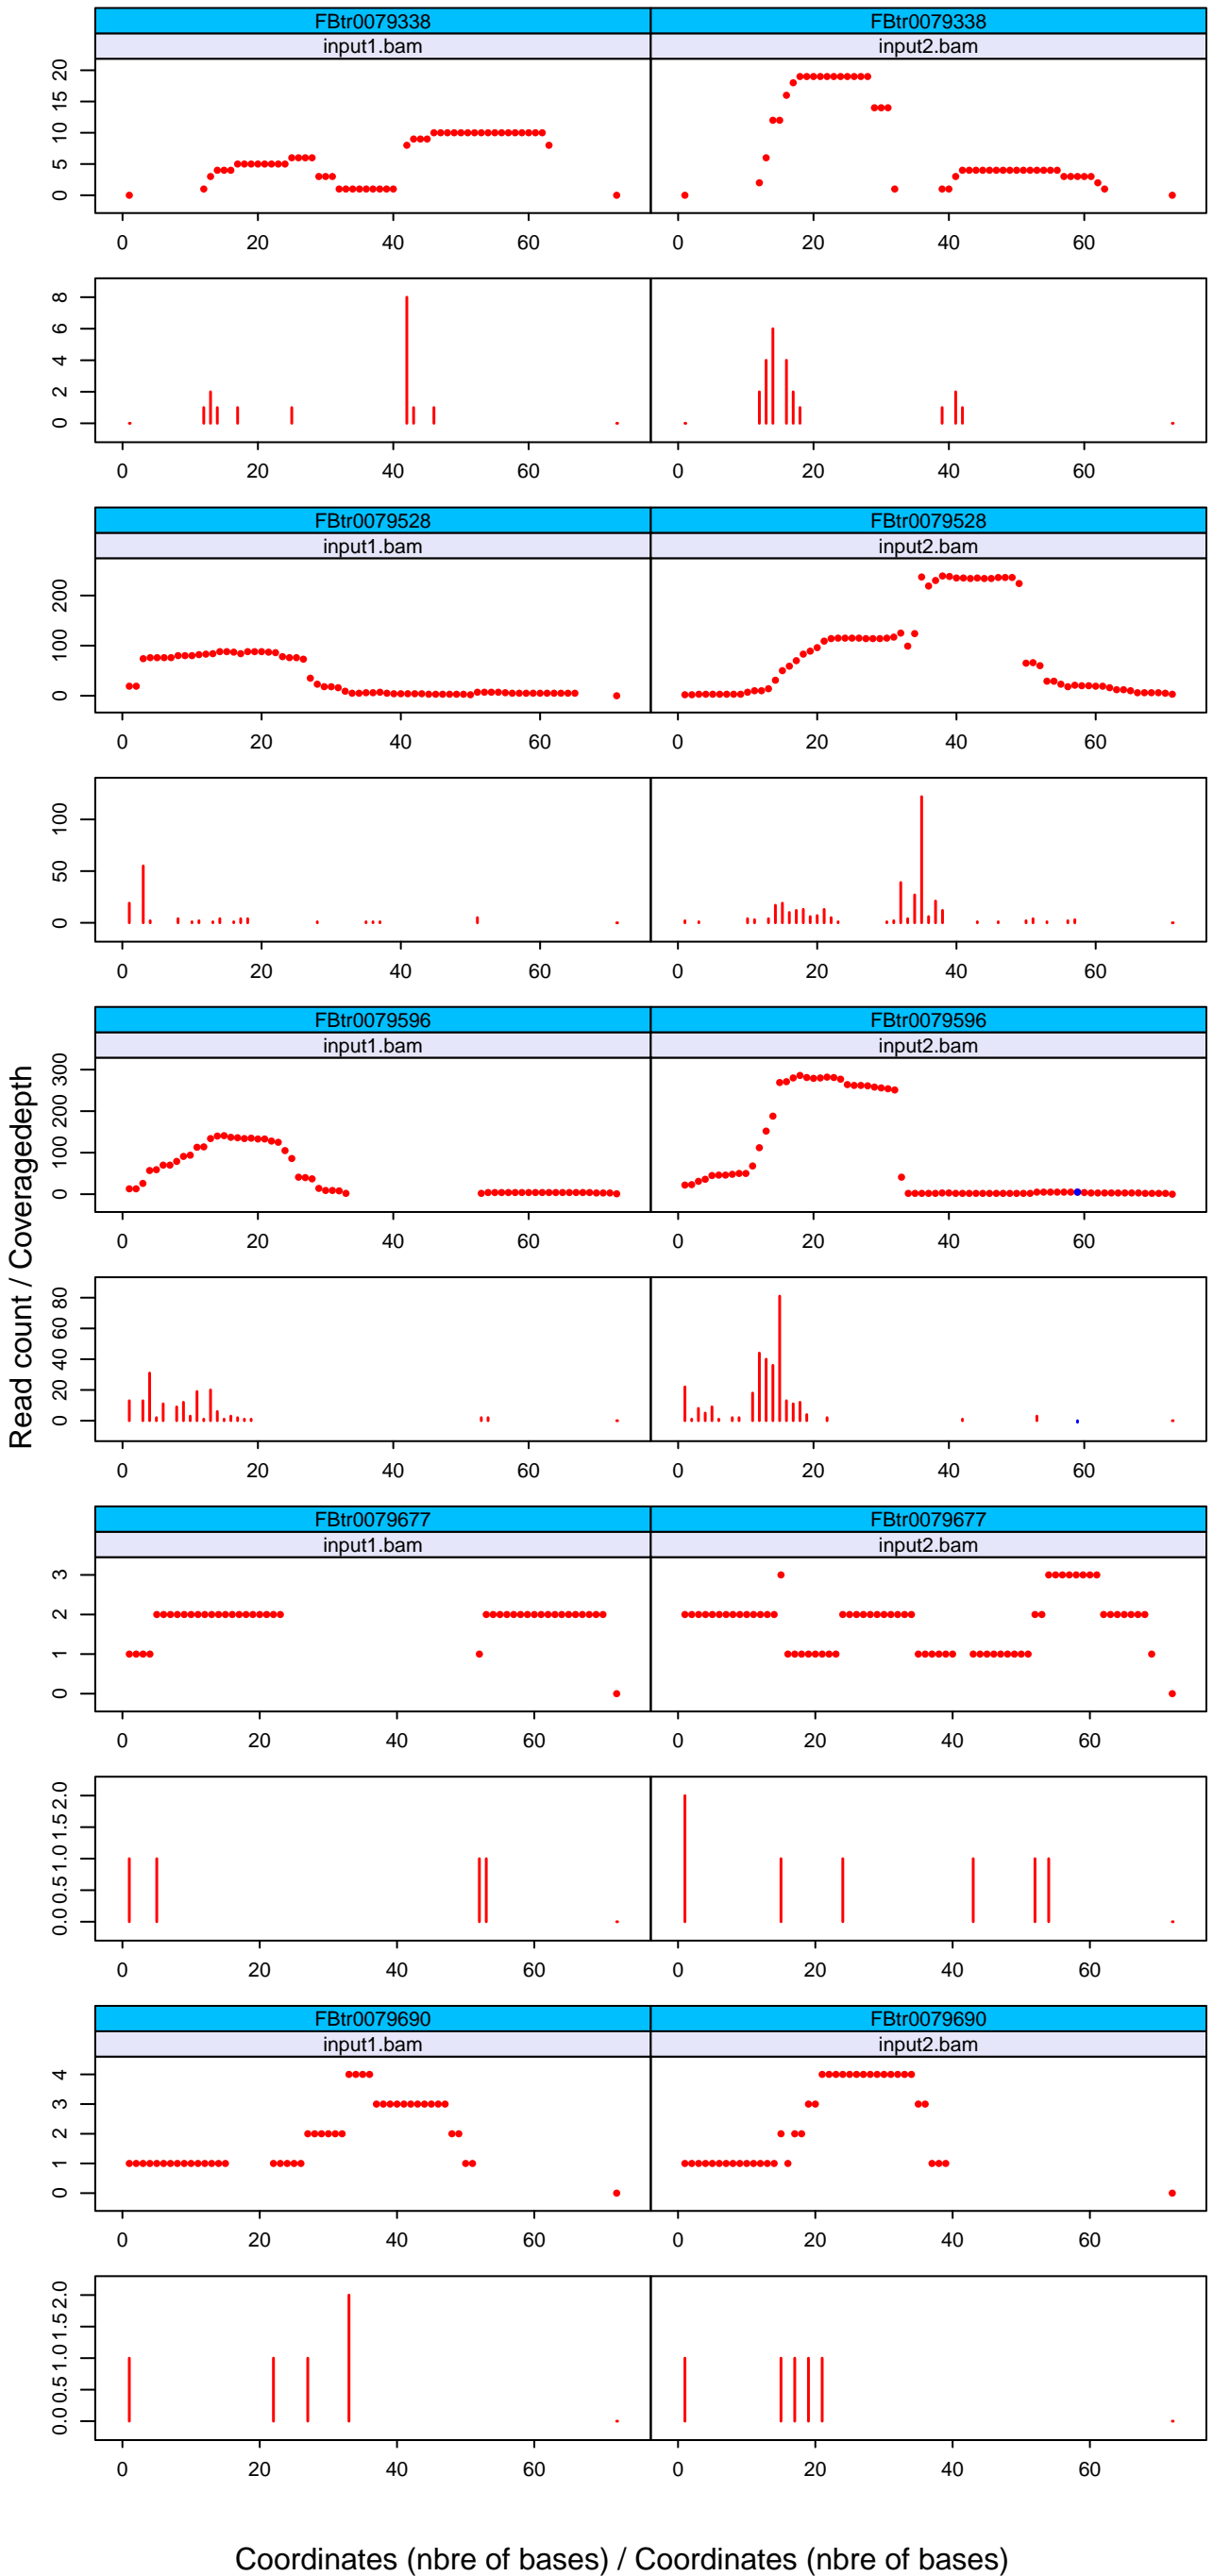 FBtr0079338 FBtr0079338
input1.bam input2.bam
20
15
10
5
0
0 20 40 60 0 20 40 60
8
6
4
2
0
0 20 40 60 0 20 40 60
FBtr0079528 FBtr0079528
input1.bam input2.bam
200
100
0
0 20 40 60 0 20 40 60
100
50
0
0 20 40 60 0 20 40 60
FBtr0079596 FBtr0079596
input1.bam input2.bam
300
200
100
0
0 20 40 60 0 20 40 60
Read count / Coveragedepth
80
60
40
20
0
0 20 40 60 0 20 40 60
FBtr0079677 FBtr0079677
input1.bam input2.bam
3
2
1
0
0 20 40 60 0 20 40 60
2.0
1.5
1.0
0.5
0.0
0 20 40 60 0 20 40 60
FBtr0079690 FBtr0079690
input1.bam input2.bam
4
3
2
1
0
0 20 40 60 0 20 40 60
2.0
1.5
1.0
0.5
0.0
0 20 40 60 0 20 40 60
Coordinates (nbre of bases) / Coordinates (nbre of bases)